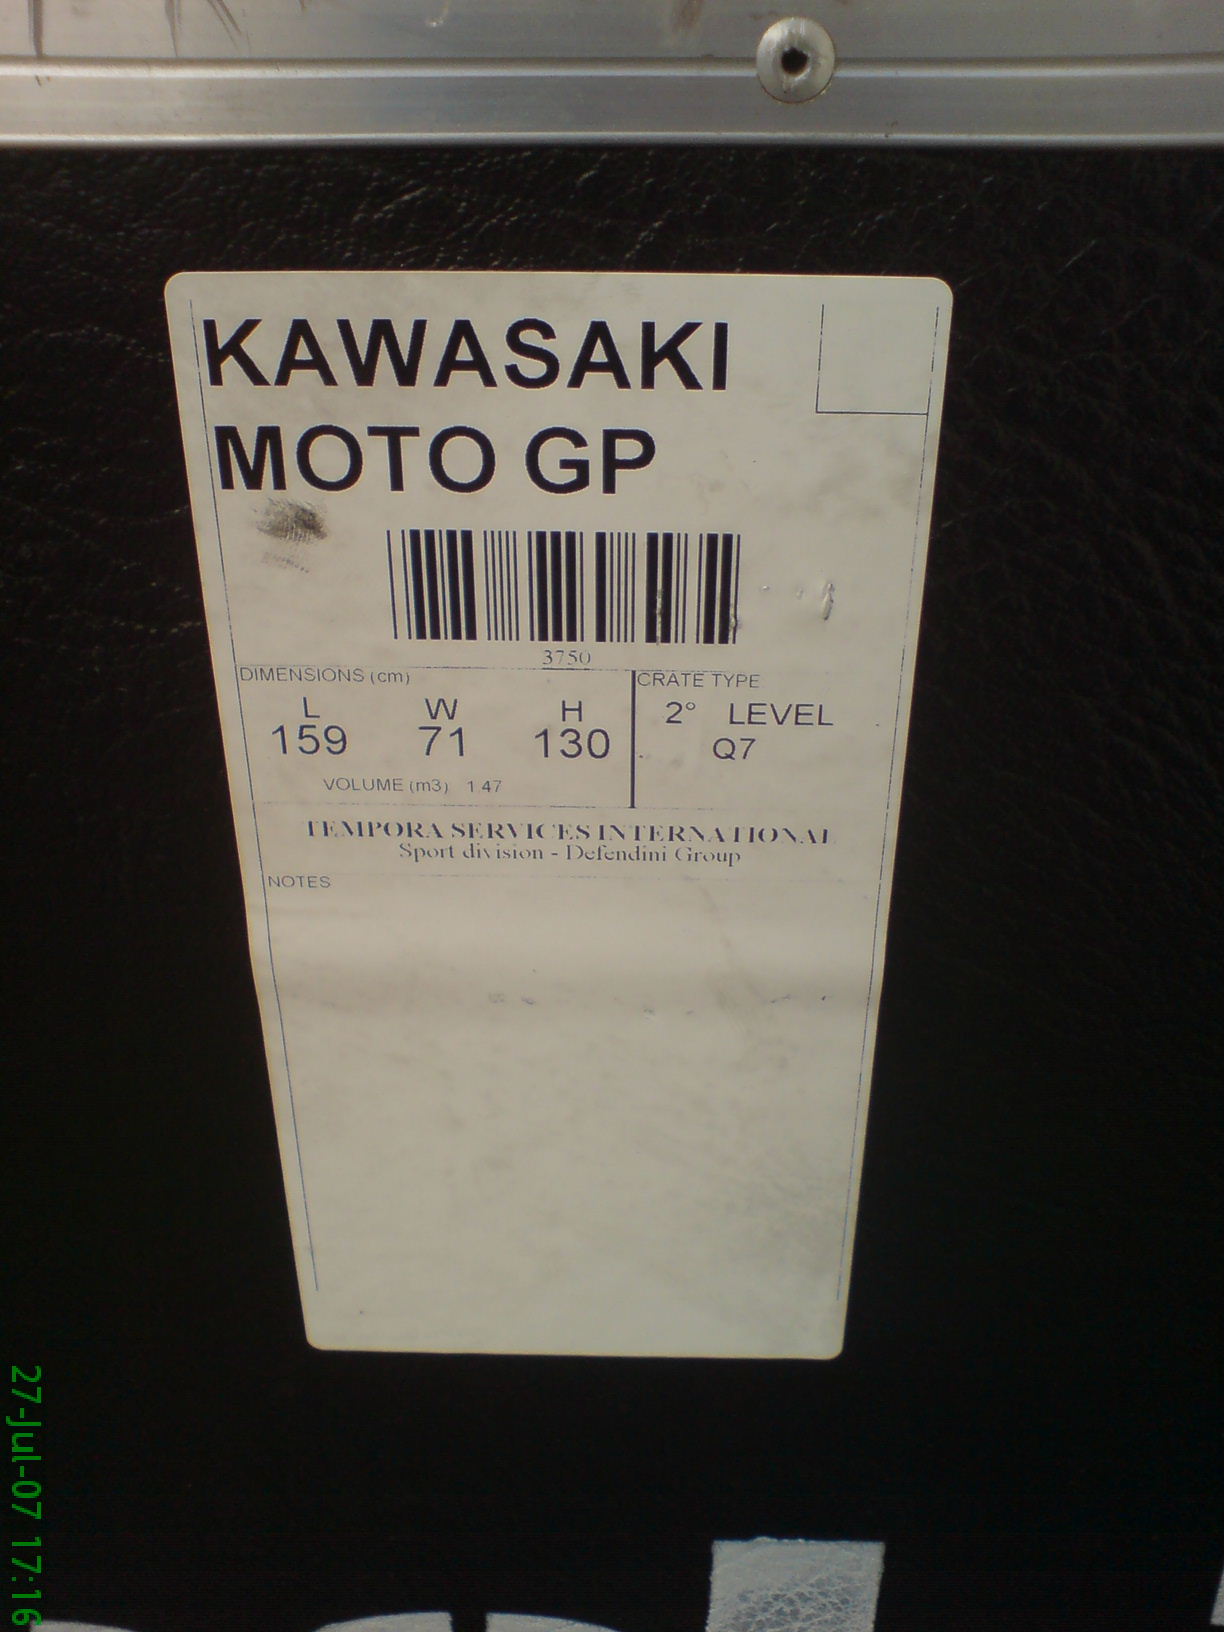 KAWASAKI
MOTO GP
3750
DIMENSIONS (cm)
L W H
159 71 130
VOLUME (m3) 1.47
CRATE TYPE
2° LEVEL
Q7
TEMPORA SERVICES INTERNATIONAL
Sport division - Defendini Group
NOTES
27-Jul-07 17:16